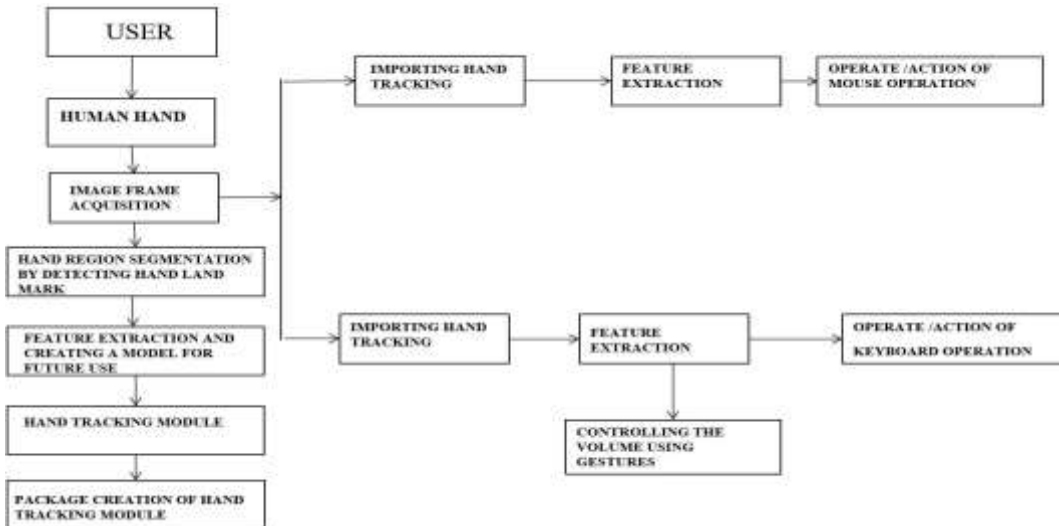 USER
HUMAN HAND
IMAGE FRAME
ACQUISITION
HAND REGION SEGMENTATION
BY DETECTING HAND LAND
MARK
FEATURE EXTRACTION AND
CREATING A MODEL FOR
FUTURE USE
HAND TRACKING MODULE
PACKAGE CREATION OF HAND
TRACKING MODULE
IMPORTING HAND
TRACKING
FEATURE
EXTRACTION
OPERATE /ACTION OF
MOUSE OPERATION
IMPORTING HAND
TRACKING
FEATURE
EXTRACTION
OPERATE /ACTION OF
KEYBOARD OPERATION
CONTROLLING THE
VOLUME USING
GESTURES